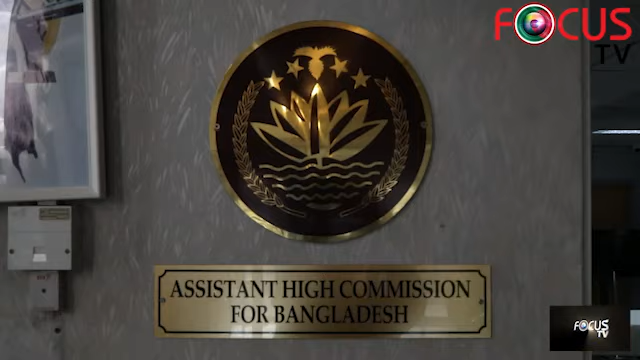 FOCUS
TV
ASSISTANT HIGH COMMISSION
FOR BANGLADESH
FOCUS
TV